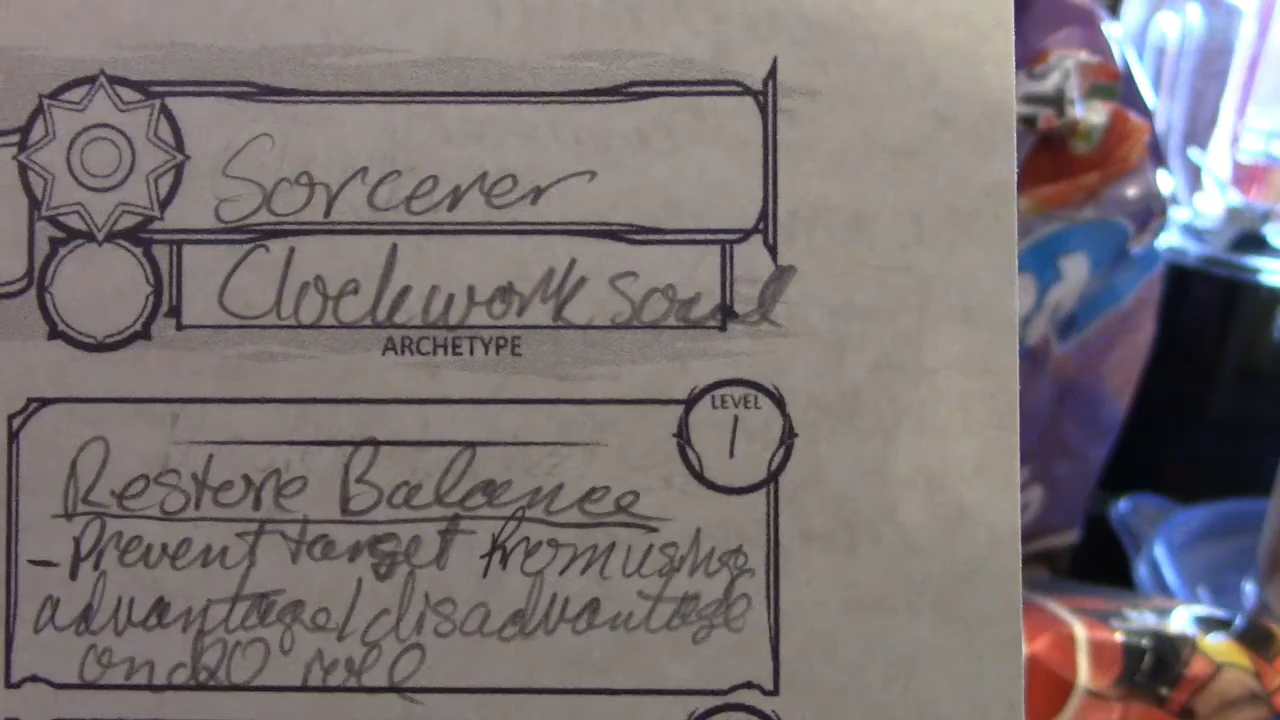 Sorcerer
Clockwork Soul
ARCHETYPE
LEVEL
1
Restore Balance
- Prevent target from using
advantage/disadvantage
on d20 roll